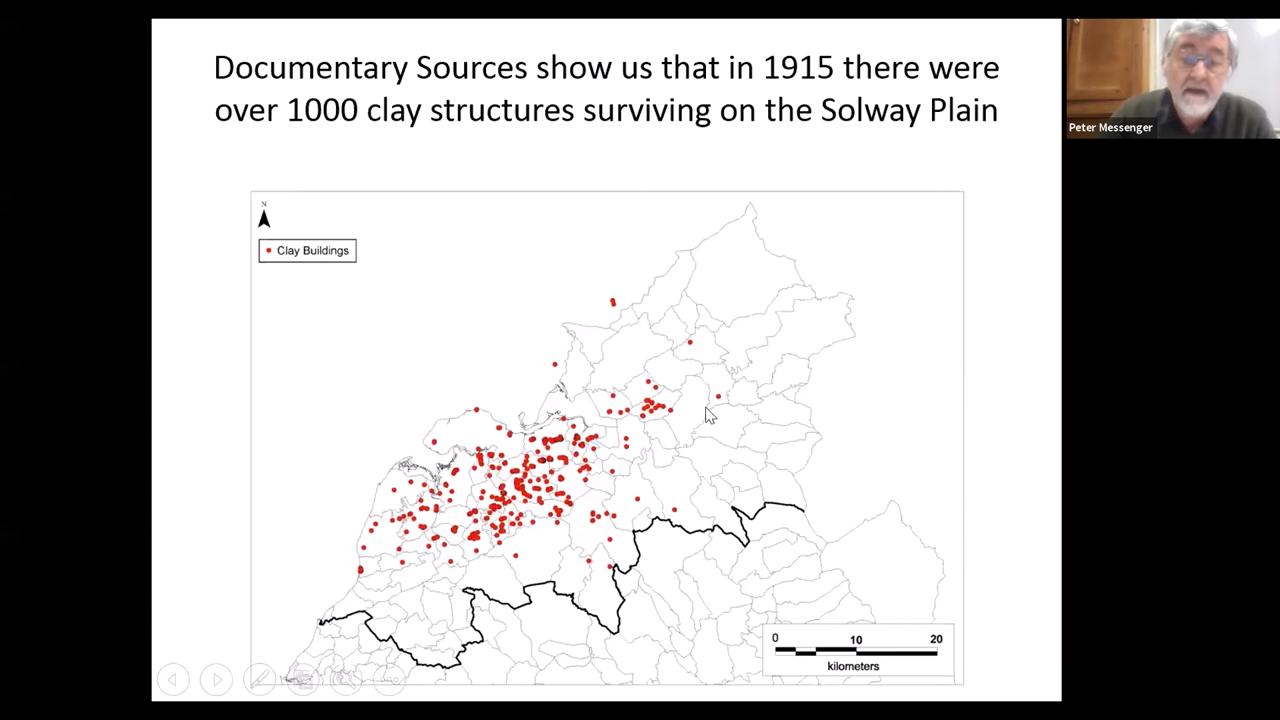 Documentary Sources show us that in 1915 there were
over 1000 clay structures surviving on the Solway Plain
Peter Messenger
N
Clay Buildings
0 10 20
kilometers